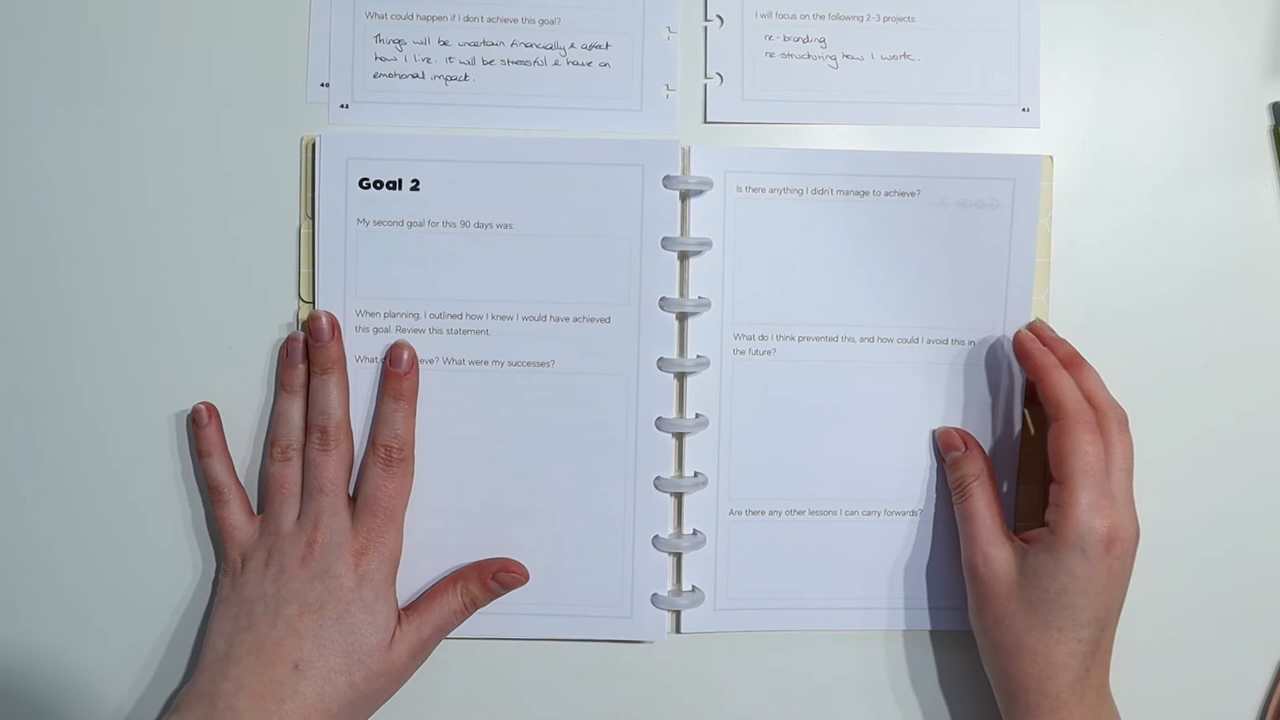 What could happen if I don't achieve this goal?
Things will be uncertain financially & affect
how I live. it will be stressful & have an
emotional impact.
40
42
I will focus on the following 2-3 projects:
re-branding
re-structuring how I work.
43
Goal 2
My second goal for this 90 days was:
When planning, I outlined how I knew I would have achieved
this goal. Review this statement.
What eve? What were my successes?
Is there anything I didn't manage to achieve?
What do I think prevented this, and how could I avoid this in
the future?
Are there any other lessons I can carry forwards?